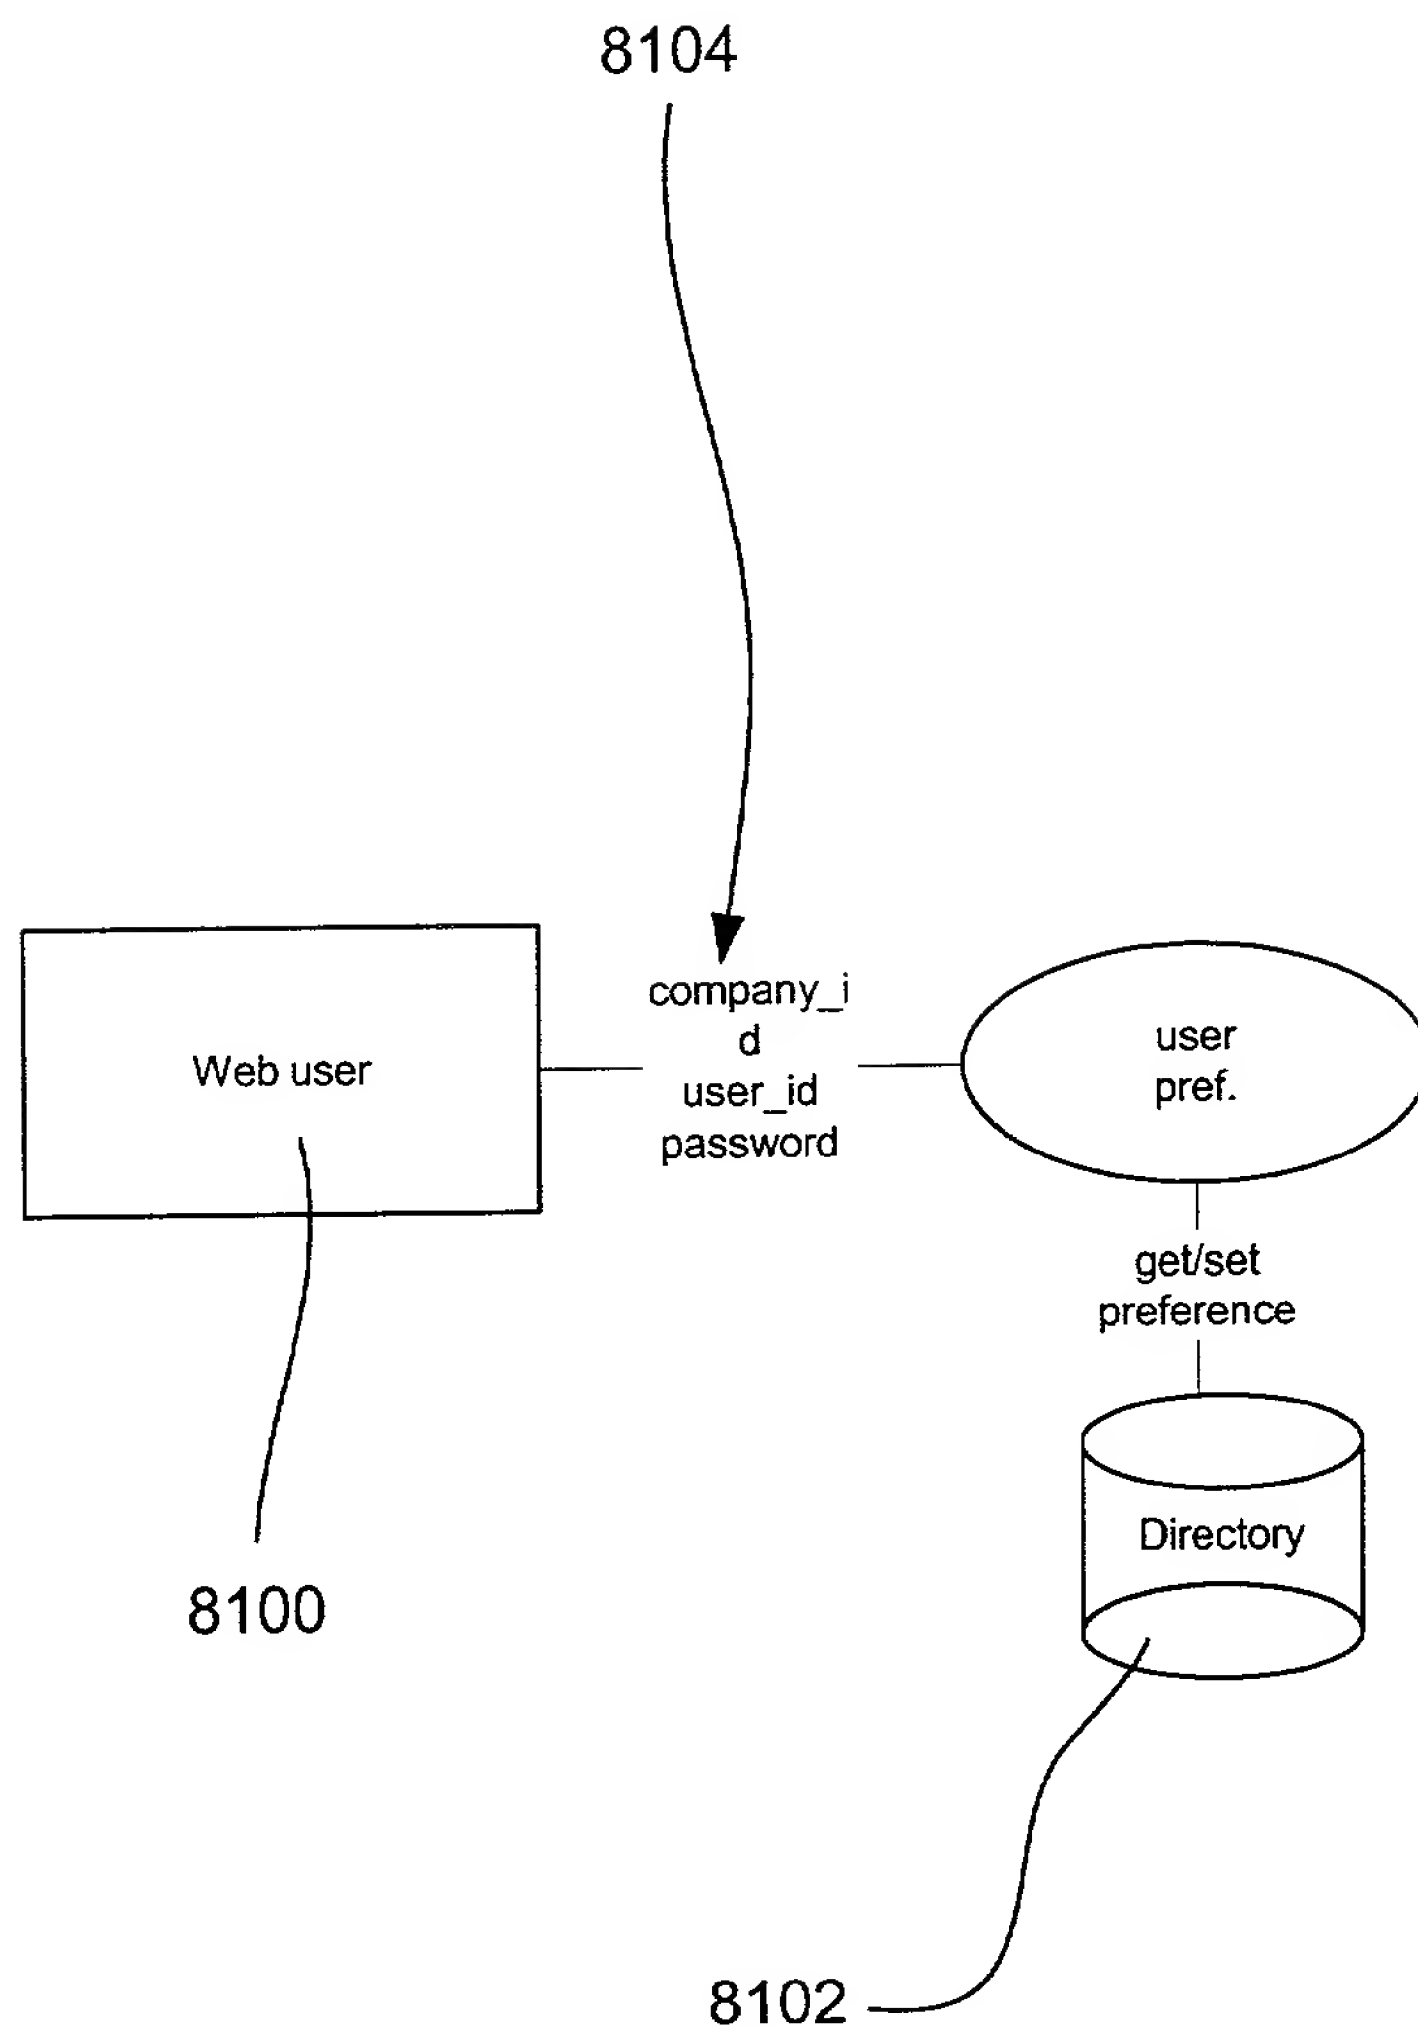 8104
company_i
d
user_id
password
Web user
user
pref.
get/set
preference
Directory
8100
8102